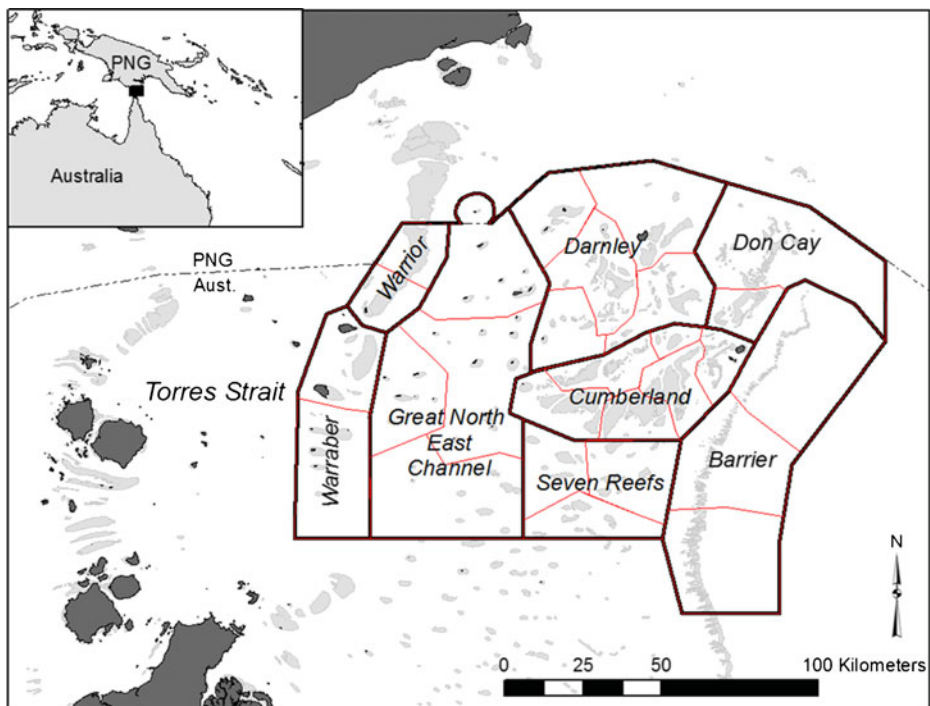 PNG
Australia
PNG
Aust.
Torres Strait
Warrior
Darnley
Don Cay
Warraber
Great North
East
Channel
Cumberland
Seven Reefs
Barrier
N
0 25 50 100 Kilometers